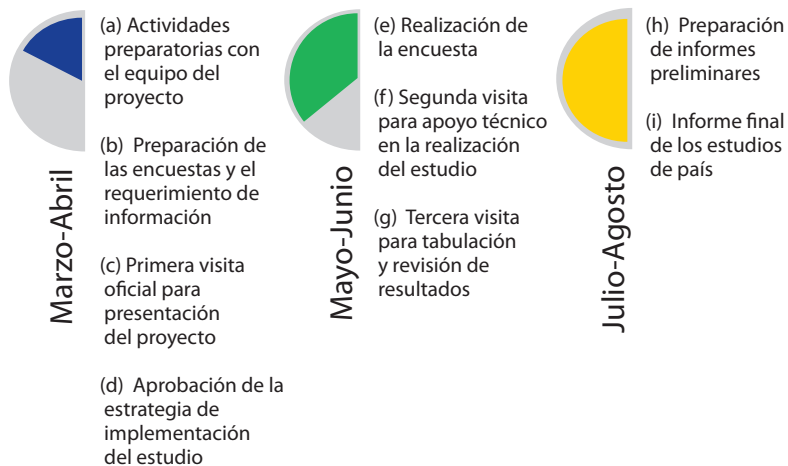 Marzo-Abril
(a) Actividades
preparatorias con
el equipo del
proyecto
(b) Preparación de
las encuestas y el
requerimiento de
información
(c) Primera visita
oficial para
presentación
del proyecto
(d) Aprobación de la
estrategia de
implementación
del estudio
Mayo-Junio
(e) Realización de
la encuesta
(f) Segunda visita
para apoyo técnico
en la realización
del estudio
(g) Tercera visita
para tabulación
y revisión de
resultados
Julio-Agosto
(h) Preparación
de informes
preliminares
(i) Informe final
de los estudios
de país